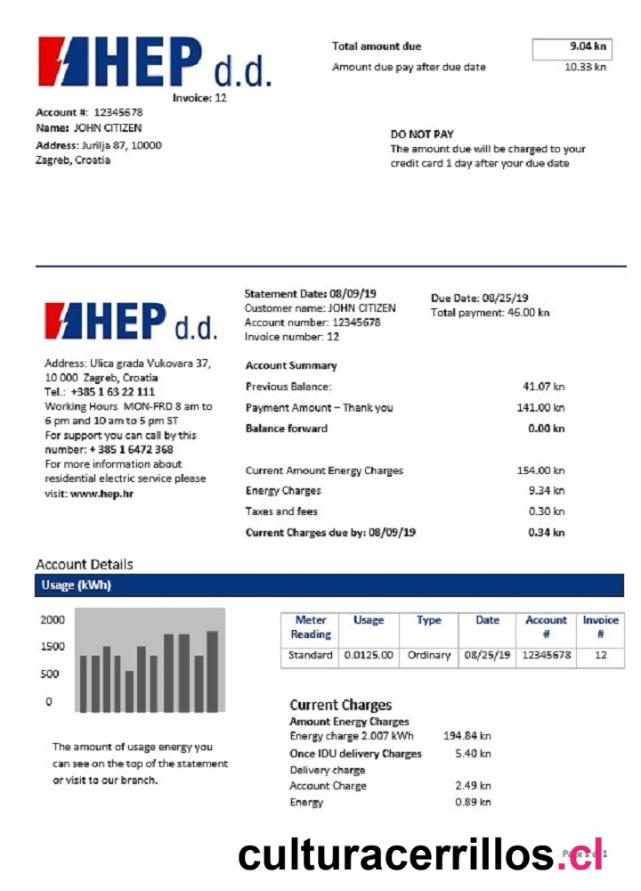 HEP d.d.
Invoice: 12
Total amount due 9.04 kn
Amount due pay after due date 10.33 kn
Account #: 12345678
Name: JOHN CITIZEN
Address: Jurilja 87, 10000
Zagreb, Croatia
DO NOT PAY
The amount due will be charged to your
credit card 1 day after your due date
HEP d.d.
Address: Ulica grada Vukovara 37,
10 000 Zagreb, Croatia
Tel.: +385 1 63 22 111
Working Hours MON-FRD 8 am to
6 pm and 10 am to 5 pm ST
For support you can call by this
number: + 385 1 6472 368
For more information about
residential electric service please
visit: www.hep.hr
Statement Date: 08/09/19
Customer name: JOHN CITIZEN
Account number: 12345678
Invoice number: 12
Due Date: 08/25/19
Total payment: 46.00 kn
Account Summary
Previous Balance: 41.07 kn
Payment Amount – Thank you 141.00 kn
Balance forward 0.00 kn
Current Amount Energy Charges 154.00 kn
Energy Charges 9.34 kn
Taxes and fees 0.30 kn
Current Charges due by: 08/09/19 0.34 kn
Account Details
Usage (kWh)
2000
1500
500
0
The amount of usage energy you
can see on the top of the statement
or visit to our branch.
Meter Reading Usage Type Date Account # Invoice #
Standard 0.0125.00 Ordinary 08/25/19 12345678 12
Current Charges
Amount Energy Charges
Energy charge 2.007 kWh 194.84 kn
Once IDU delivery Charges 5.40 kn
Delivery charge
Account Charge 2.49 kn
Energy 0.89 kn
culturacerrillos.cl